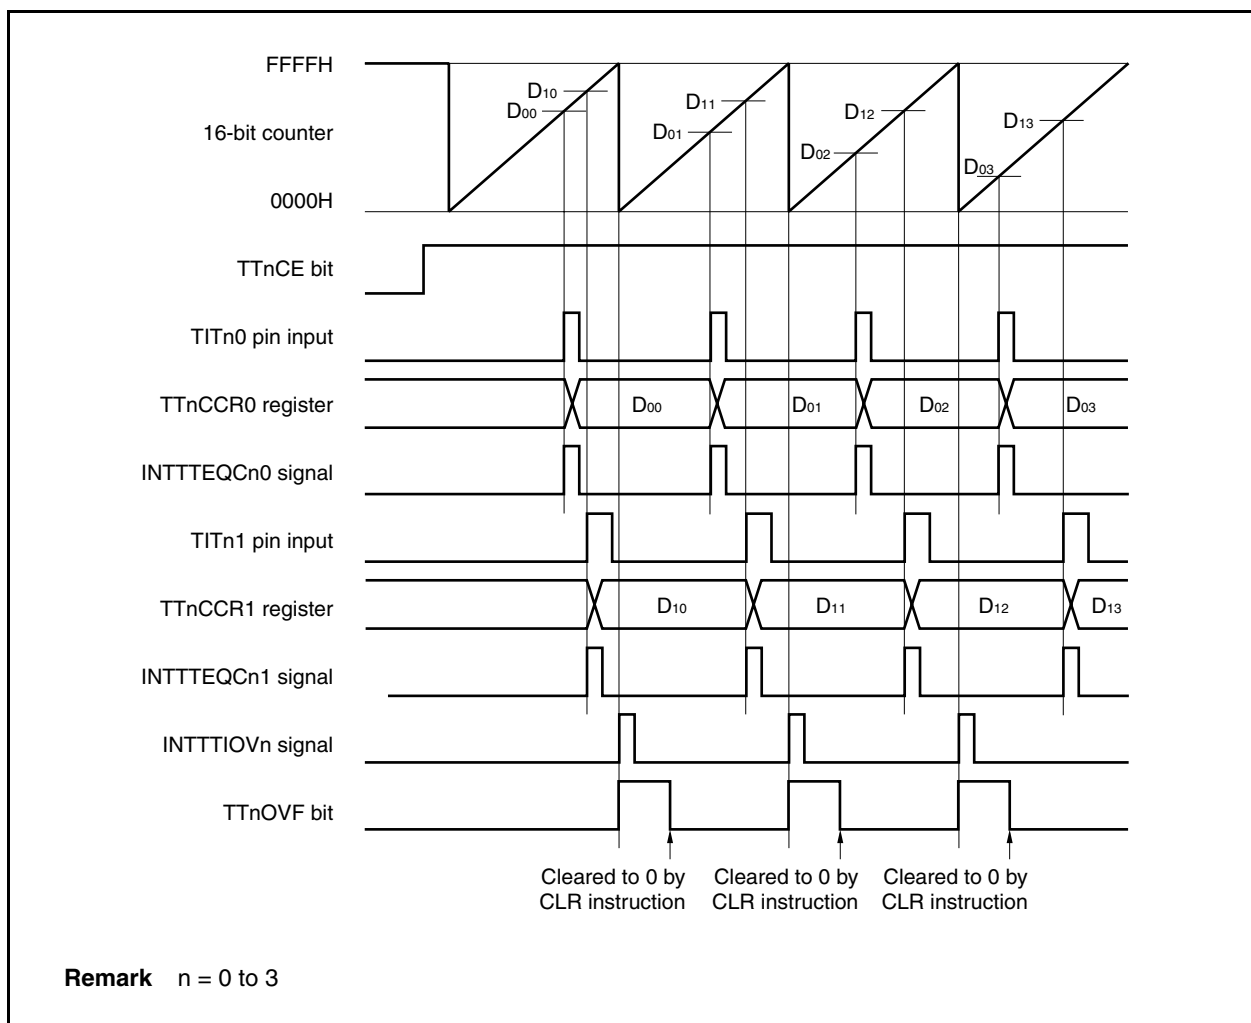 FFFFH
D10
D00
D11
D01
D12
D02
D13
D03
16-bit counter
0000H
TTnCE bit
TITn0 pin input
TTnCCR0 register
D00
D01
D02
D03
INTTTEQCn0 signal
TITn1 pin input
TTnCCR1 register
D10
D11
D12
D13
INTTTEQCn1 signal
INTTTIOVn signal
TTnOVF bit
Cleared to 0 by
CLR instruction
Cleared to 0 by
CLR instruction
Cleared to 0 by
CLR instruction
Remark n = 0 to 3